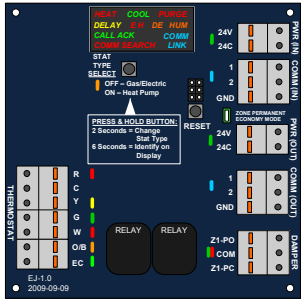 HEAT COOL PURGE
DELAY E H DE HUM
CALL ACK COMM
COMM SEARCH LINK
STAT
TYPE
SELECT
OFF – Gas/Electric
ON – Heat Pump
PRESS & HOLD BUTTON:
2 Seconds = Change
Stat Type
6 Seconds = Identify on
Display
RESET
24V
24C
PWR (IN)
1
2
GND
COMM (IN)
ZONE PERMANENT
ECONOMY MODE
24V
24C
PWR (OUT)
1
2
GND
COMM (OUT)
THERMOSTAT
R
C
Y
G
W
O/B
EC
RELAY
RELAY
Z1-PO
COM
Z1-PC
DAMPER
EJ-1.0
2009-09-09